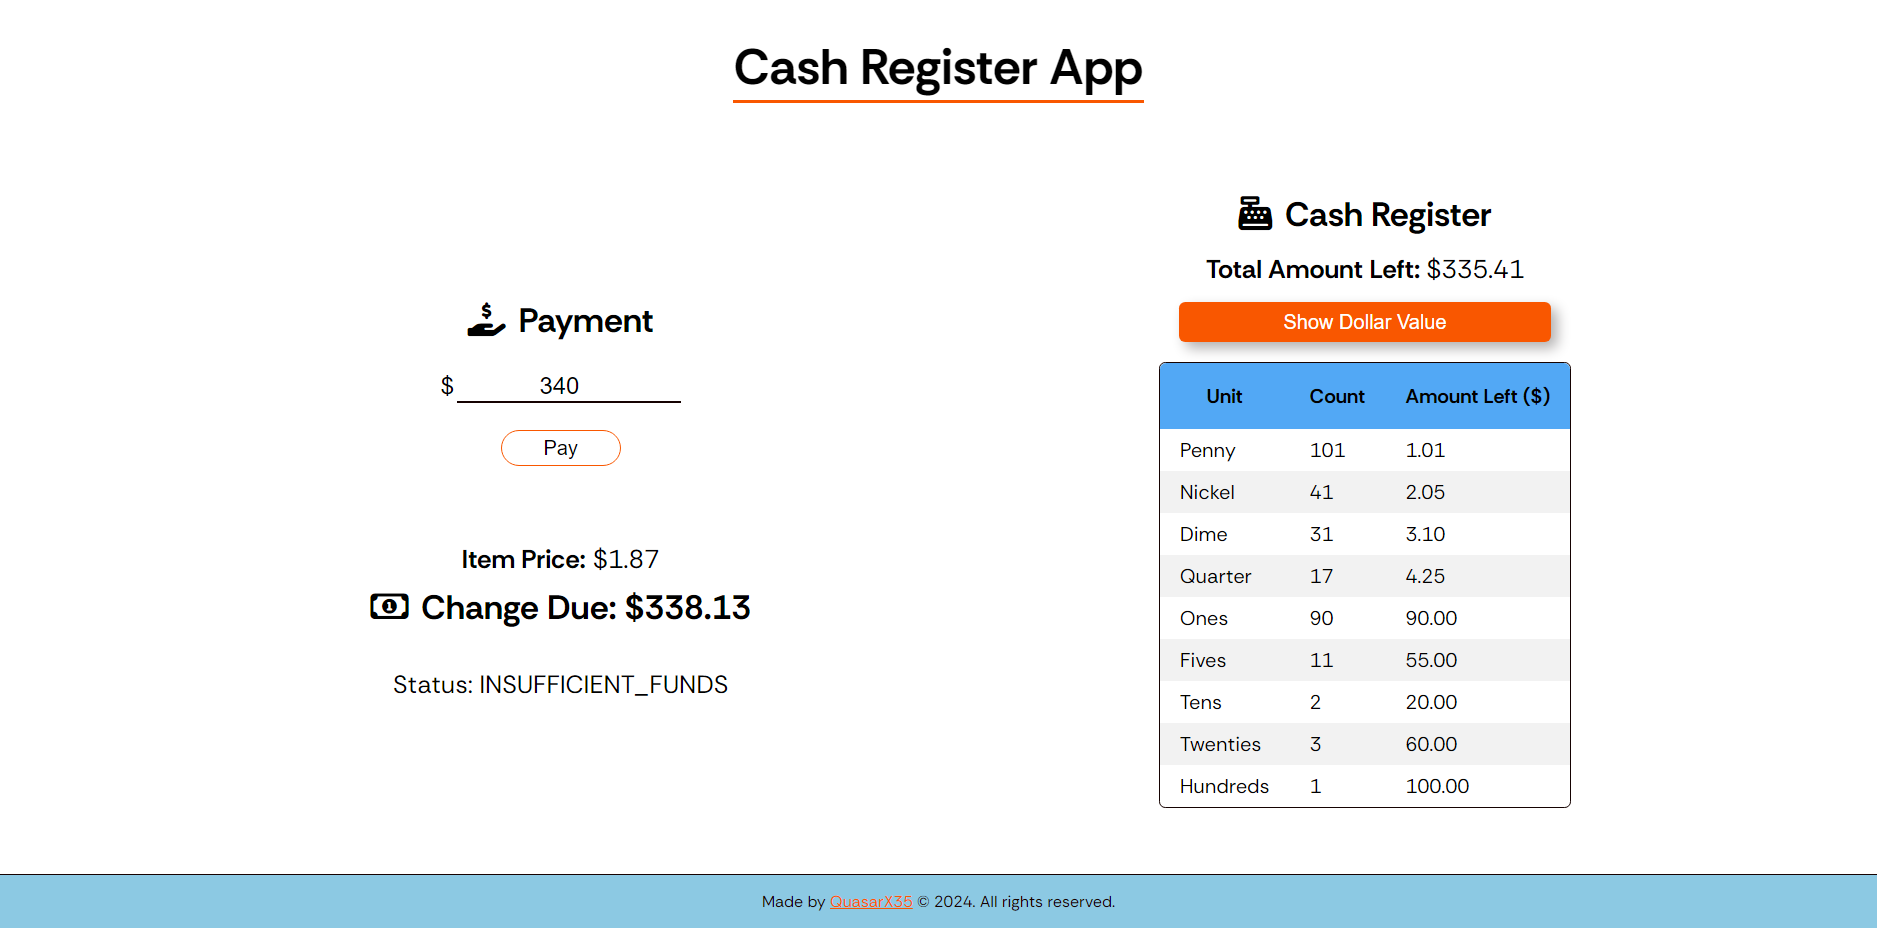 Cash Register App
Payment
$ 340
Pay
Item Price: $1.87
Change Due: $338.13
Status: INSUFFICIENT_FUNDS
Cash Register
Total Amount Left: $335.41
Show Dollar Value
Unit Count Amount Left ($)
Penny 101 1.01
Nickel 41 2.05
Dime 31 3.10
Quarter 17 4.25
Ones 90 90.00
Fives 11 55.00
Tens 2 20.00
Twenties 3 60.00
Hundreds 1 100.00
Made by QuasarX35 © 2024. All rights reserved.